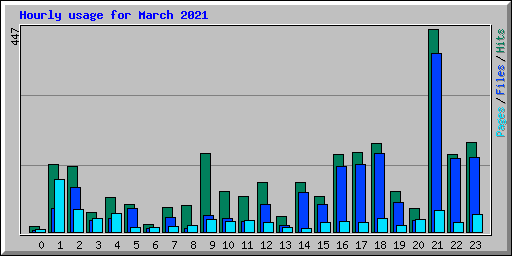 Hourly usage for March 2021
447
Pages/Files/Hits
0 1 2 3 4 5 6 7 8 9 10 11 12 13 14 15 16 17 18 19 20 21 22 23